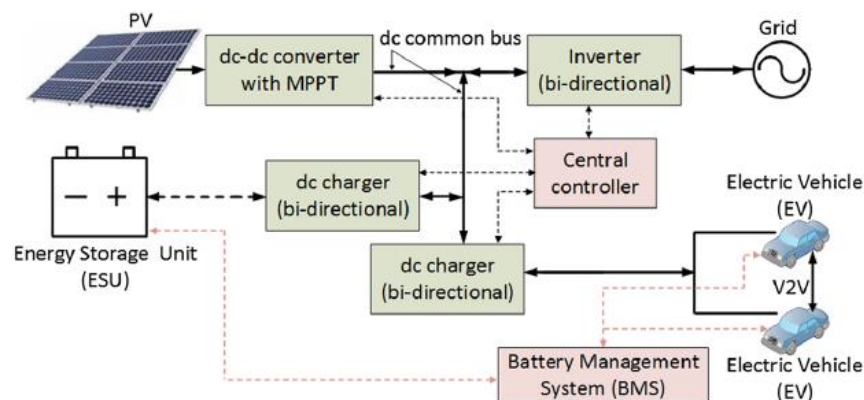 PV
dc-dc converter
with MPPT
dc common bus
Inverter
(bi-directional)
Grid
Central
controller
dc charger
(bi-directional)
- +
Energy Storage Unit
(ESU)
dc charger
(bi-directional)
Electric Vehicle
(EV)
V2V
Electric Vehicle
(EV)
Battery Management
System (BMS)